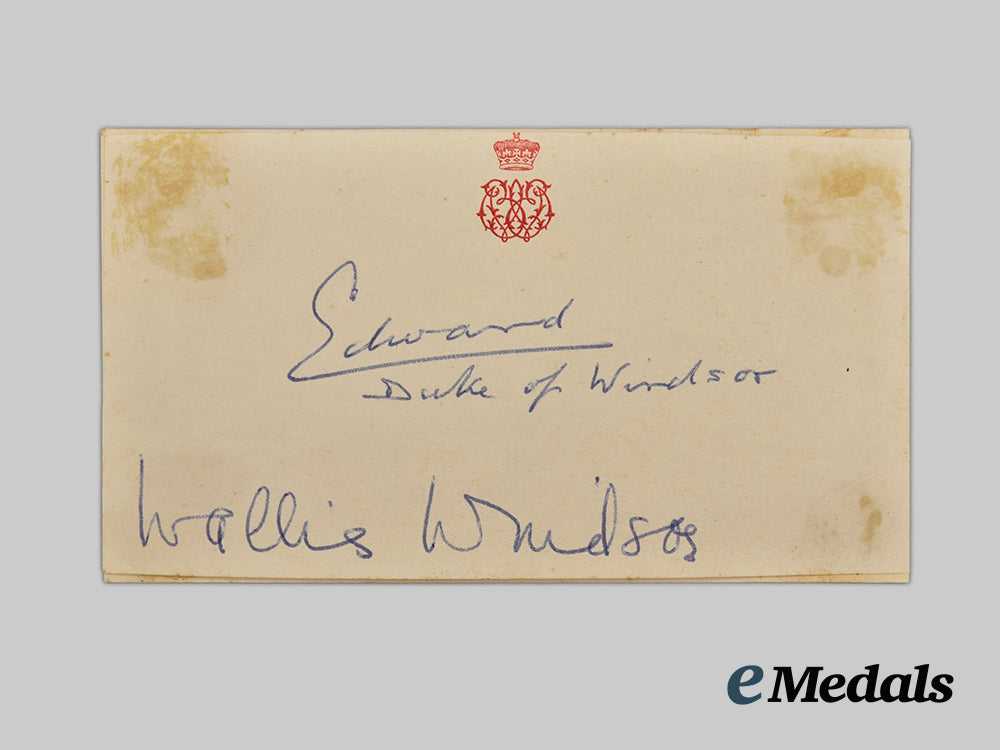 Edward
Duke of Windsor
Wallis Windsor
eMedals